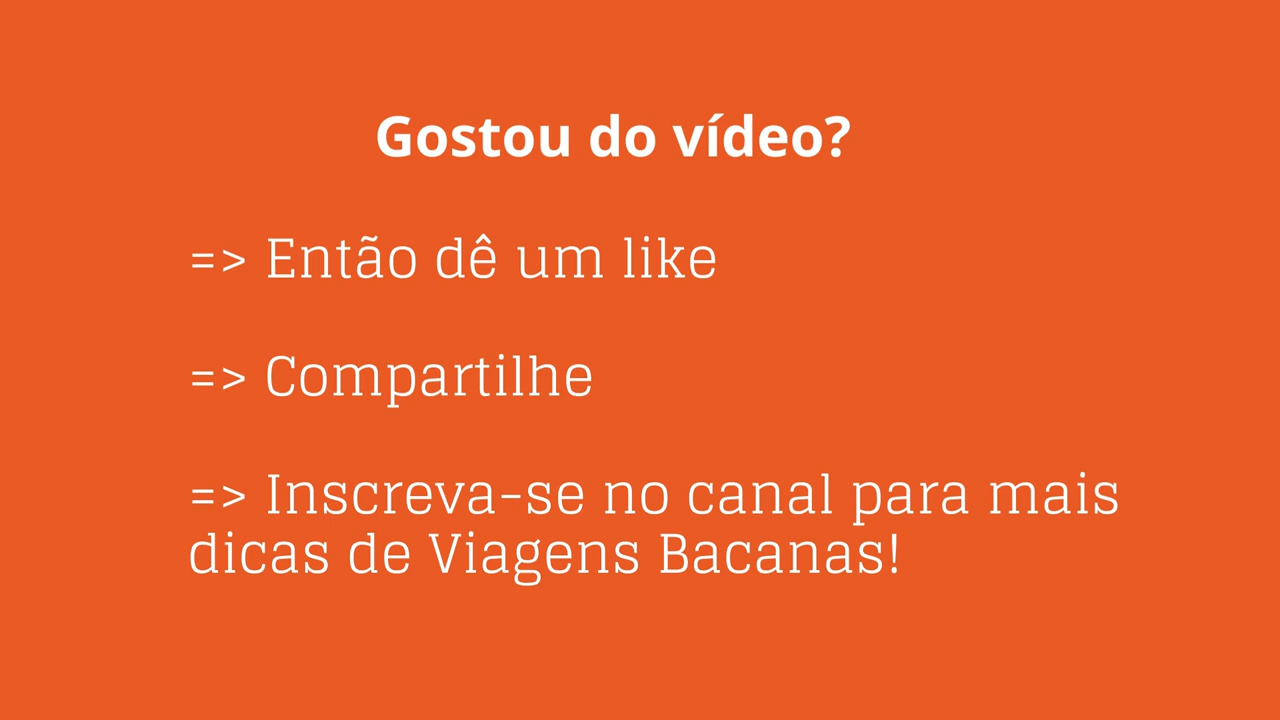 Gostou do vídeo?
=> Então dê um like
=> Compartilhe
=> Inscreva-se no canal para mais
dicas de Viagens Bacanas!